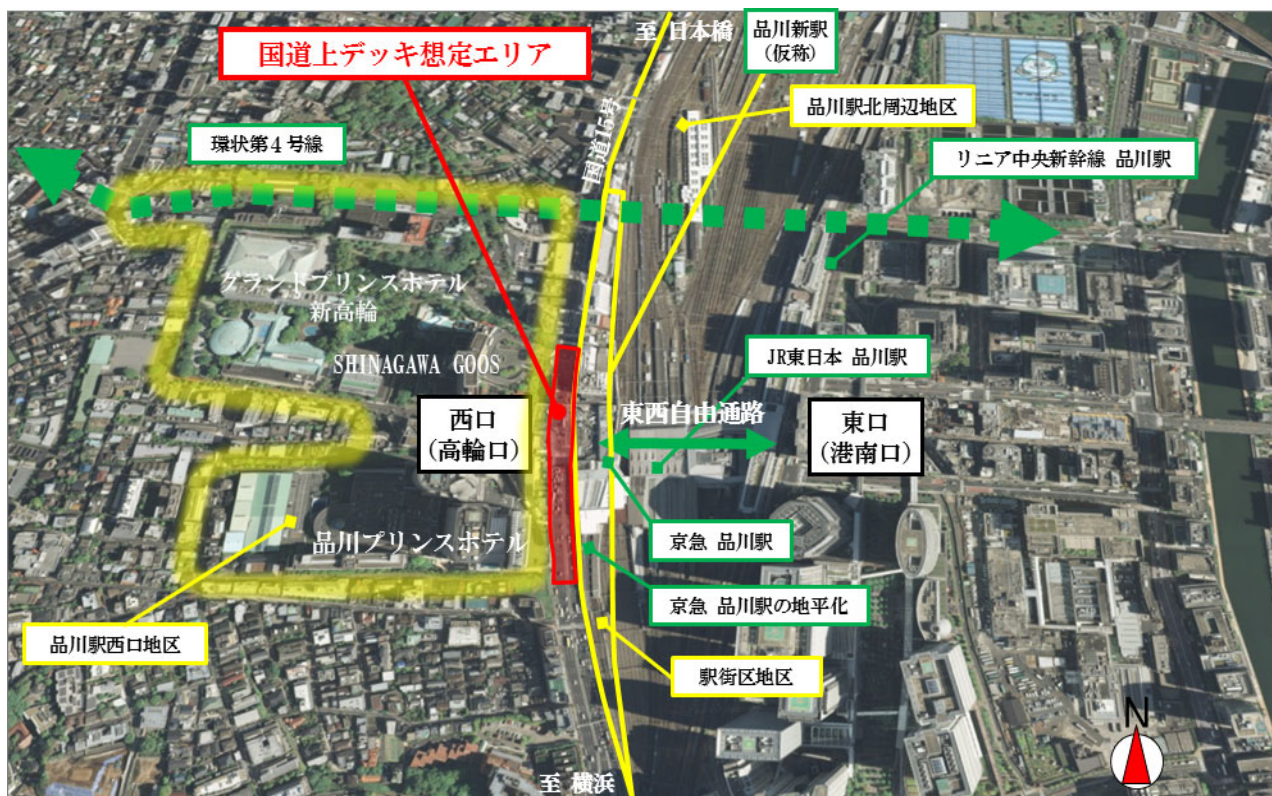 至 日本橋
国道上デッキ想定エリア
品川新駅
(仮称)
品川駅北周辺地区
国道15号
環状第4号線
リニア中央新幹線 品川駅
グランドプリンスホテル
新高輪
SHINAGAWA GOOS
JR東日本 品川駅
西口
(高輪口)
東西自由通路
東口
(港南口)
品川プリンスホテル
京急 品川駅
京急 品川駅の地平化
品川駅西口地区
駅街区地区
至 横浜
N